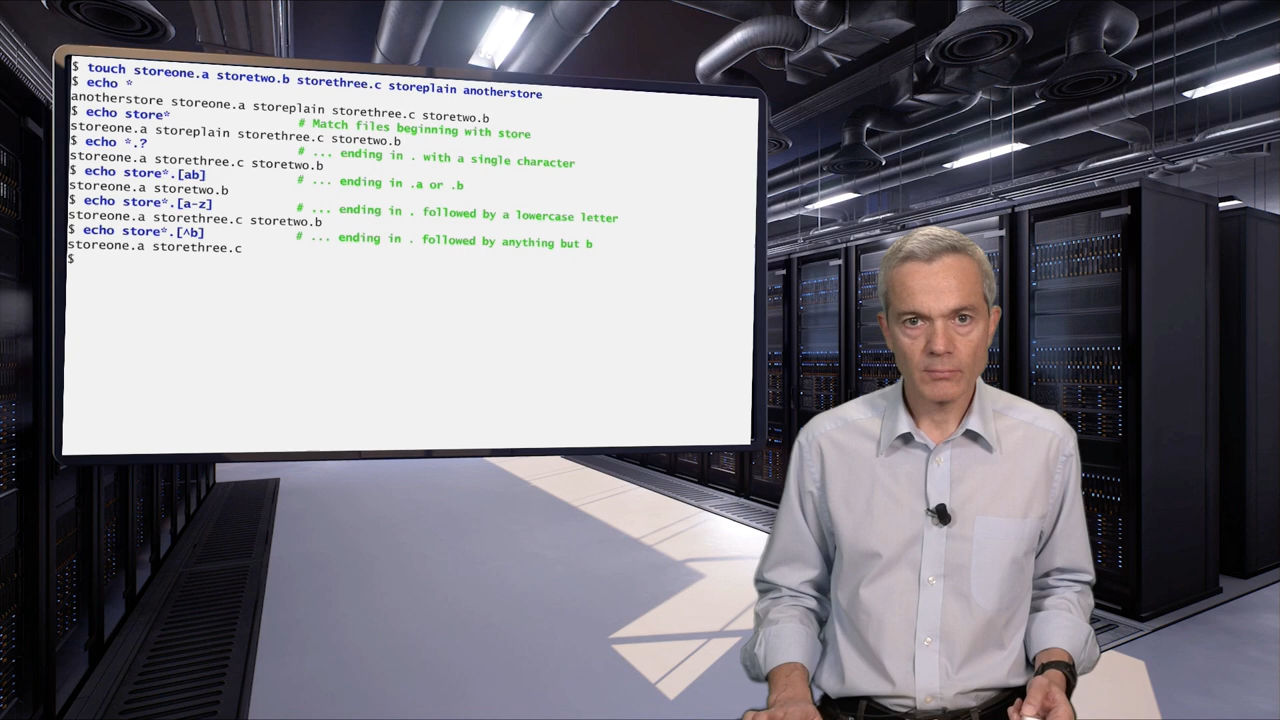 $ touch storeone.a storetwo.b storethree.c storeplain anotherstore
$ echo *
anotherstore storeone.a storeplain storethree.c storetwo.b
$ echo store* # Match files beginning with store
storeone.a storeplain storethree.c storetwo.b
$ echo *.? # ... ending in . with a single character
storeone.a storethree.c storetwo.b
$ echo store*.[ab] # ... ending in .a or .b
storeone.a storetwo.b
$ echo store*.[a-z] # ... ending in . followed by a lowercase letter
storeone.a storethree.c storetwo.b
$ echo store*.[^b] # ... ending in . followed by anything but b
storeone.a storethree.c
$